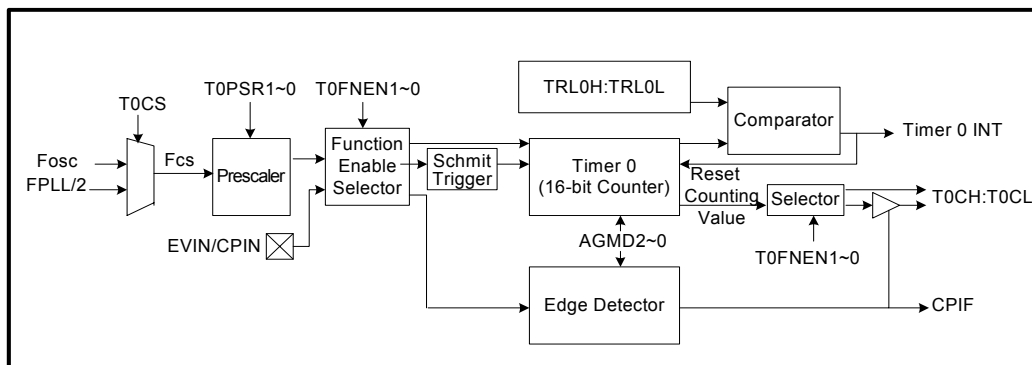 TRL0H:TRL0L
T0CS
T0PSR1~0
T0FNEN1~0
Comparator
Timer 0 INT
Fosc
FPLL/2
Fcs
Prescaler
Function
Enable
Selector
Schmit
Trigger
Timer 0
(16-bit Counter)
Reset
Counting
Value
Selector
T0CH:T0CL
EVIN/CPIN
AGMD2~0
T0FNEN1~0
Edge Detector
CPIF